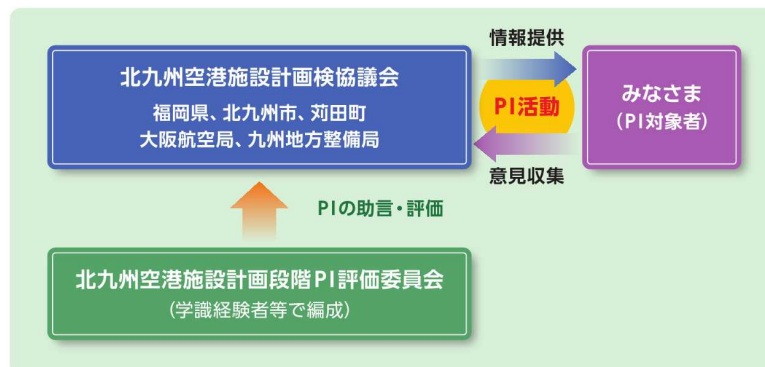 情報提供
北九州空港施設計画検協議会
福岡県、北九州市、苅田町
大阪航空局、九州地方整備局
PI活動
みなさま
(PI対象者)
意見収集
PIの助言・評価
北九州空港施設計画段階PI評価委員会
(学識経験者等で編成)